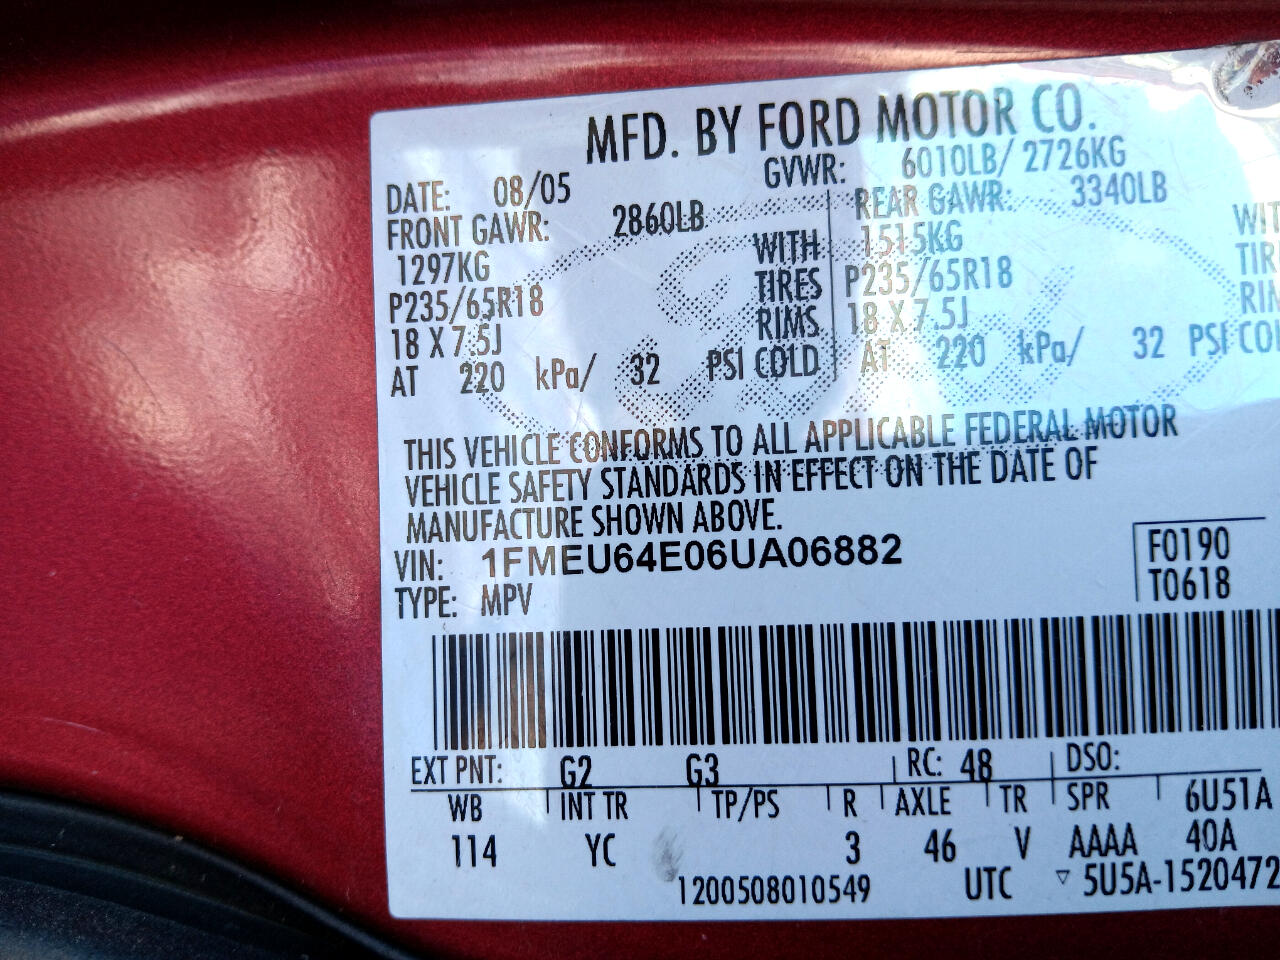 MFD. BY FORD MOTOR CO.
DATE: 08/05 GVWR: 6010LB/ 2726KG
FRONT GAWR: 2860LB REAR GAWR: 3340LB
1297KG WITH 1515KG WIT
P235/65R18 TIRES P235/65R18 TIR
18 X 7.5J RIMS 18 X 7.5J RIM
AT 220 kPa/ 32 PSI COLD AT 220 kPa/ 32 PSI COL
THIS VEHICLE CONFORMS TO ALL APPLICABLE FEDERAL MOTOR
VEHICLE SAFETY STANDARDS IN EFFECT ON THE DATE OF
MANUFACTURE SHOWN ABOVE.
VIN: 1FMEU64E06UA06882 F0190
TYPE: MPV T0618
EXT PNT: G2 G3 RC: 48 DSO:
WB INT TR TP/PS R AXLE TR SPR 6U51A
114 YC 3 46 V AAAA 40A
1200508010549 UTC ▽ 5U5A-1520472